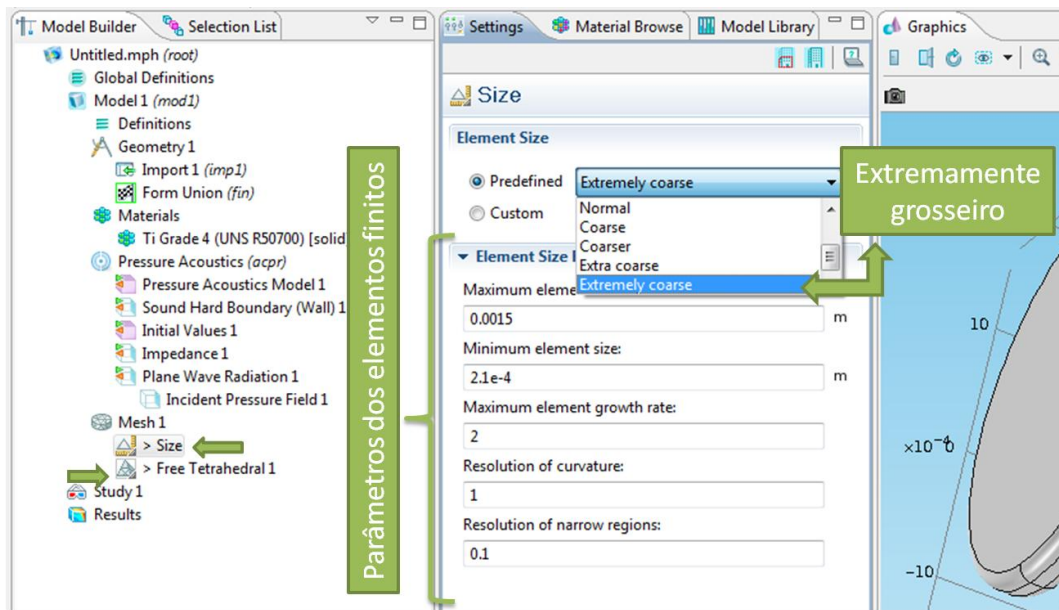 Model Builder
Selection List
Untitled.mph (root)
Global Definitions
Model 1 (mod1)
Definitions
Geometry 1
Import 1 (imp1)
Form Union (fin)
Materials
Ti Grade 4 (UNS R50700) [solid
Pressure Acoustics (acpr)
Pressure Acoustics Model 1
Sound Hard Boundary (Wall) 1
Initial Values 1
Impedance 1
Plane Wave Radiation 1
Incident Pressure Field 1
Mesh 1
> Size
> Free Tetrahedral 1
Study 1
Results
Parâmetros dos elementos finitos
Settings
Material Browse
Model Library
Size
Element Size
Predefined
Extremely coarse
Custom
Normal
Coarse
Coarser
Extra coarse
Extremely coarse
Element Size
Maximum eleme
0.0015 m
Minimum element size:
2.1e-4 m
Maximum element growth rate:
2
Resolution of curvature:
1
Resolution of narrow regions:
0.1
Graphics
Extremamente
grosseiro
10
×10⁻⁴
0
-10